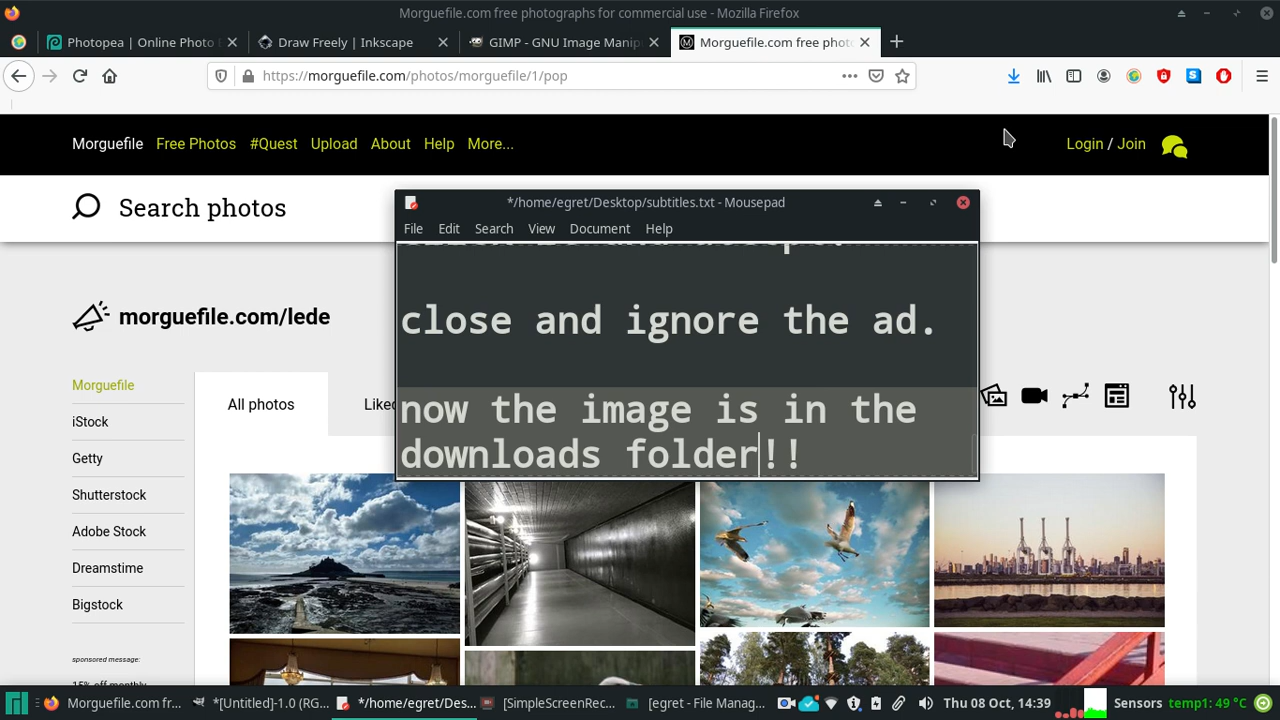 Morguefile.com free photographs for commercial use - Mozilla Firefox
Photopea | Online Photo
Draw Freely | Inkscape
GIMP - GNU Image Manip
Morguefile.com free phot
https://morguefile.com/photos/morguefile/1/pop
Morguefile Free Photos #Quest Upload About Help More... Login / Join
Search photos
*/home/egret/Desktop/subtitles.txt - Mousepad
File Edit Search View Document Help
close and ignore the ad.
now the image is in the
downloads folder!!
morguefile.com/lede
Morguefile
iStock
Getty
Shutterstock
Adobe Stock
Dreamstime
Bigstock
sponsored message:
15% off monthly
All photos
Liked
Morguefile.com fr...
*[Untitled]-1.0 (RG...
*/home/egret/Des...
[SimpleScreenRec...
[egret - File Manag...
Thu 08 Oct, 14:39
Sensors temp1: 49 °C